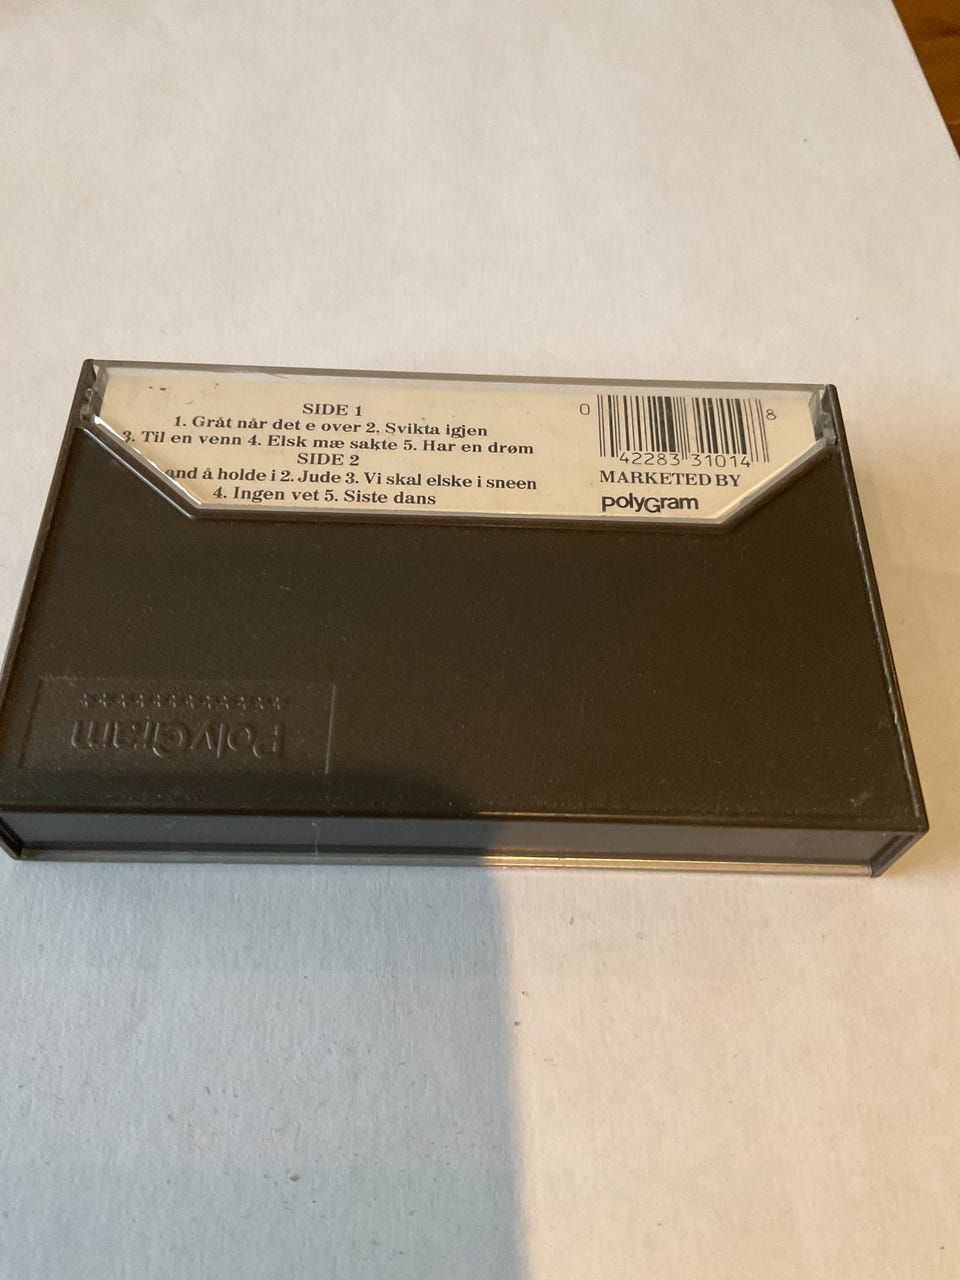 SIDE 1
1. Gråt når det e over 2. Svikta igjen
3. Til en venn 4. Elsk mæ sakte 5. Har en drøm
SIDE 2
and å holde i 2. Jude 3. Vi skal elske i sneen
4. Ingen vet 5. Siste dans
0 42283 31014 8
MARKETED BY
polyGram
PolyGram